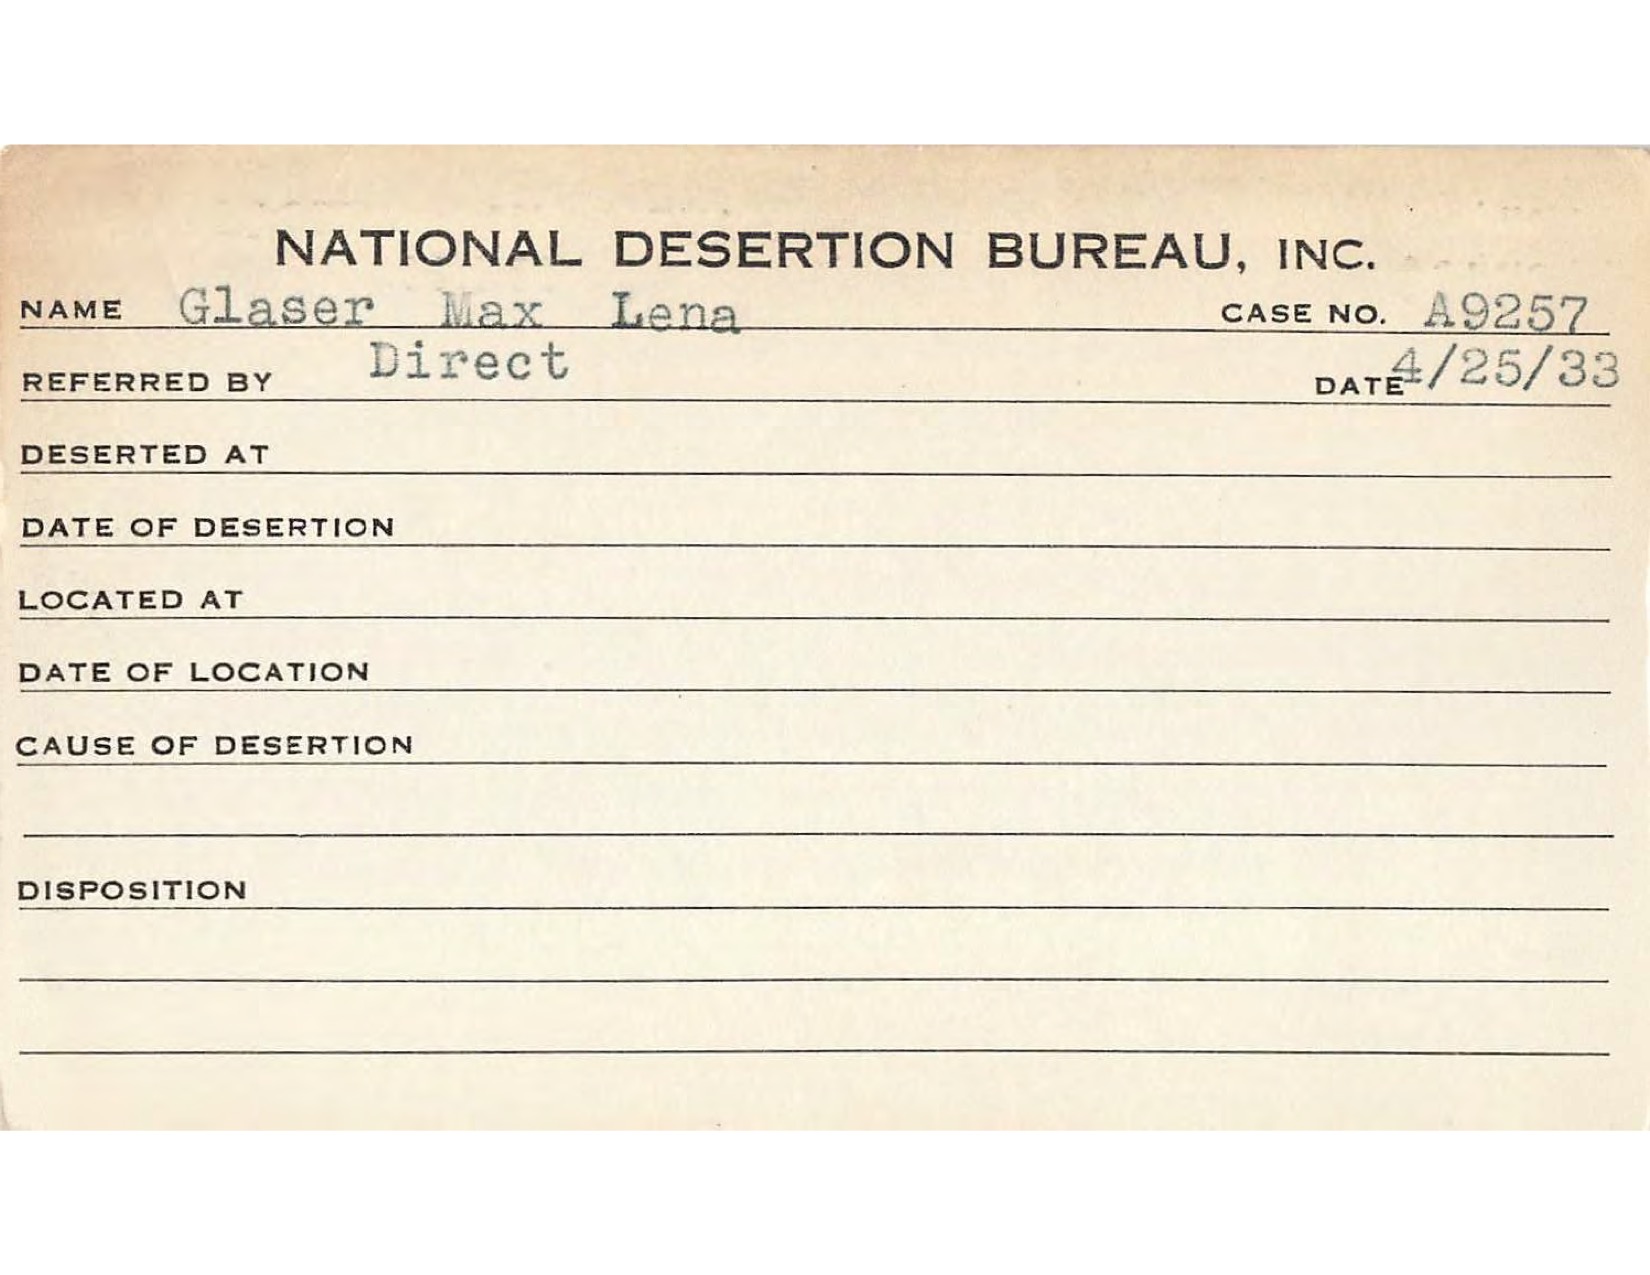 NATIONAL DESERTION BUREAU, INC.
NAME Glaser Max Lena CASE NO. A9257
REFERRED BY Direct DATE 4/25/33
DESERTED AT
DATE OF DESERTION
LOCATED AT
DATE OF LOCATION
CAUSE OF DESERTION
DISPOSITION